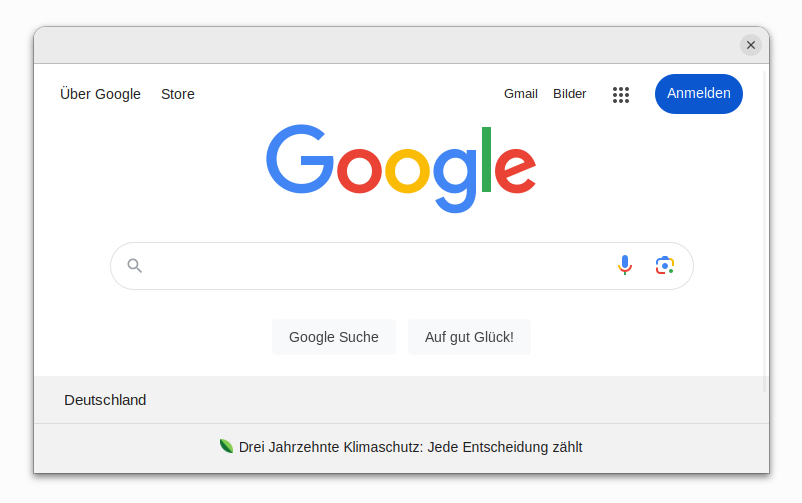 Über Google Store Gmail Bilder Anmelden
Google
Google Suche Auf gut Glück!
Deutschland
Drei Jahrzehnte Klimaschutz: Jede Entscheidung zählt